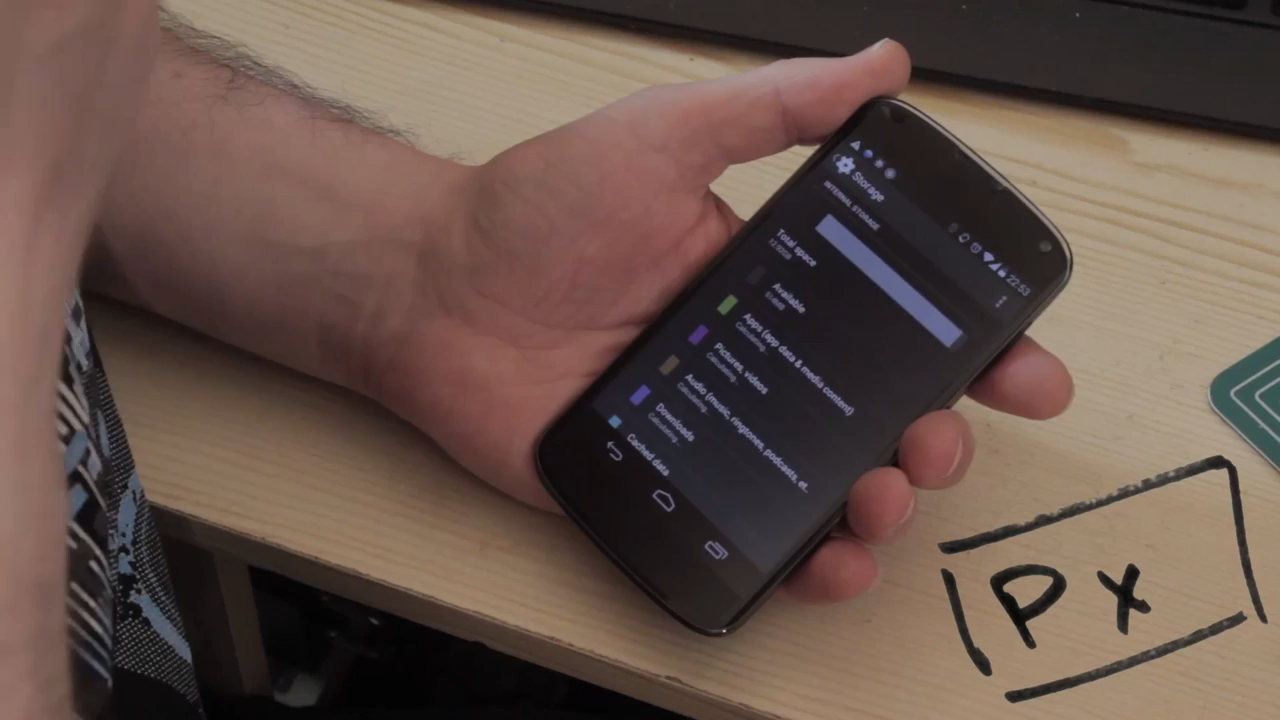 22:53
Storage
INTERNAL STORAGE
Total space
Available
Apps (app data & media content)
Calculating...
Pictures, videos
Calculating...
Audio (music, ringtones, podcasts, et..
Calculating...
Downloads
Calculating...
Cached data
Px